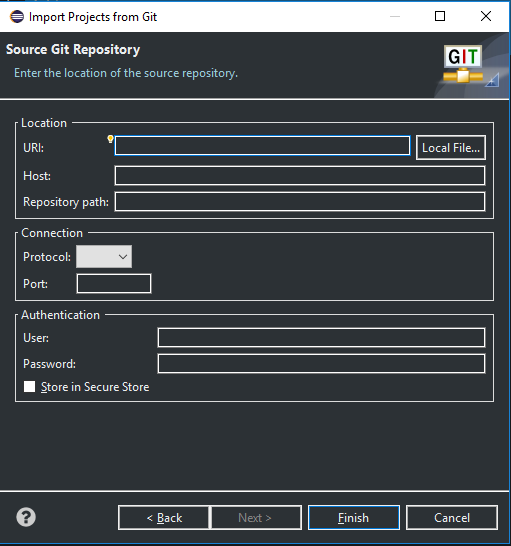 Import Projects from Git
Source Git Repository
Enter the location of the source repository.
GIT
Location
URI:
Local File...
Host:
Repository path:
Connection
Protocol:
Port:
Authentication
User:
Password:
Store in Secure Store
?
< Back
Next >
Finish
Cancel